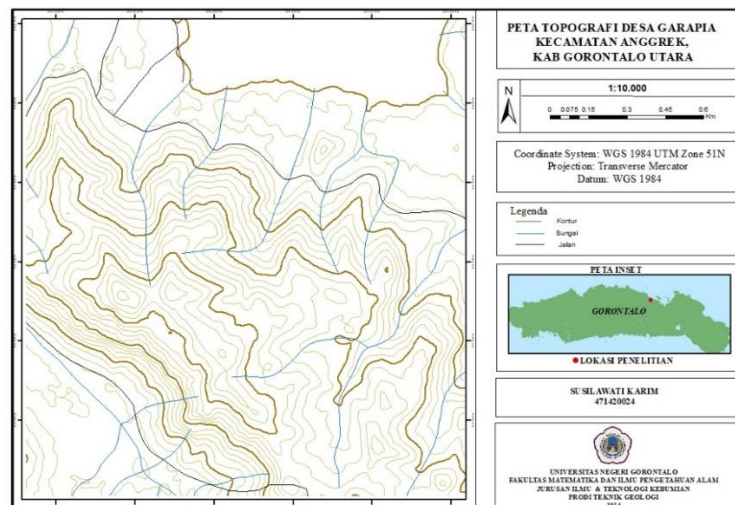 PETA TOPOGRAFI DESA GARAPIA
KECAMATAN ANGGREK,
KAB GORONTALO UTARA
N
1:10.000
0 0.075 0.15 0.3 0.45 0.6
Km
Coordinate System: WGS 1984 UTM Zone 51N
Projection: Transverse Mercator
Datum: WGS 1984
Legenda
Kontur
Sungai
Jalan
PETA INSET
GORONTALO
LOKASI PENELITIAN
SUSILAWATI KARIM
471420024
UNIVERSITAS NEGERI GORONTALO
FAKULTAS MATEMATIKA DAN ILMU PENGETAHUAN ALAM
JURUSAN ILMU & TEKNOLOGI KEBUMIAN
PRODI TEKNIK GEOLOGI